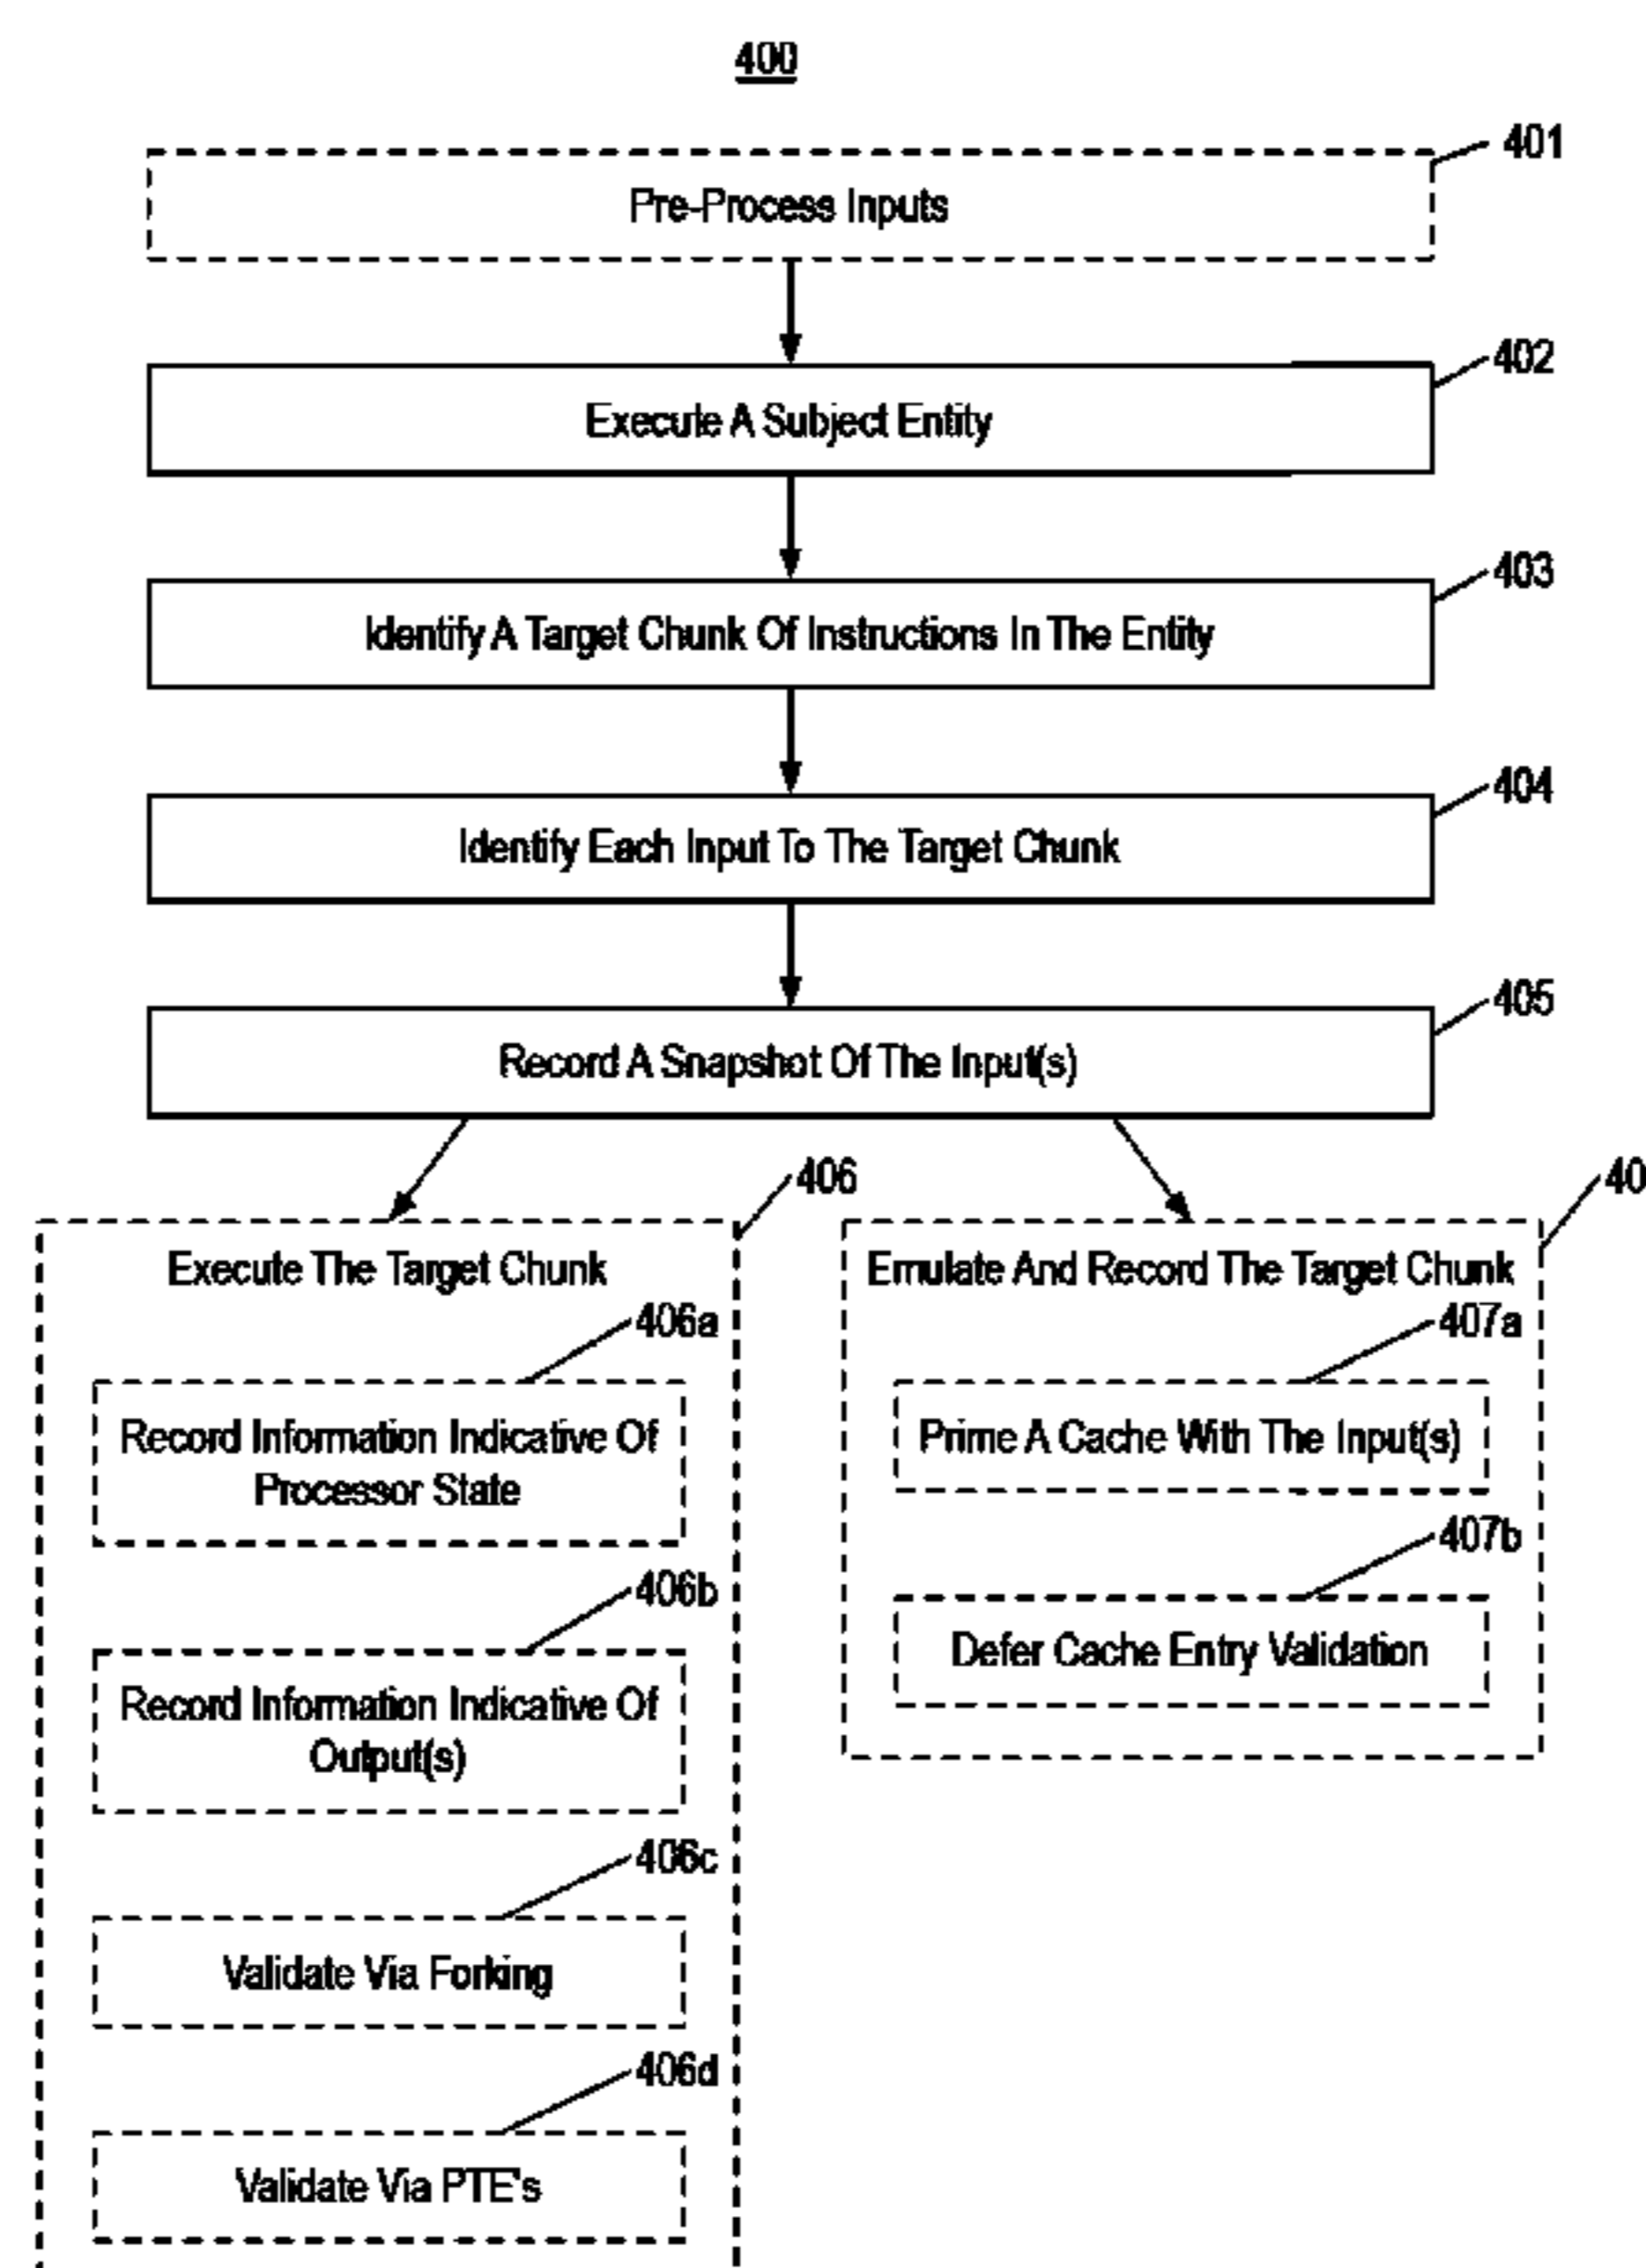 400
401
Pre-Process Inputs
402
Execute A Subject Entity
403
Identify A Target Chunk Of Instructions In The Entity
404
Identify Each Input To The Target Chunk
405
Record A Snapshot Of The Input(s)
406
Execute The Target Chunk
406a
Record Information Indicative Of
Processor State
406b
Record Information Indicative Of
Output(s)
406c
Validate Via Forking
406d
Validate Via PTE's
40
Emulate And Record The Target Chunk
407a
Prime A Cache With The Input(s)
407b
Defer Cache Entry Validation